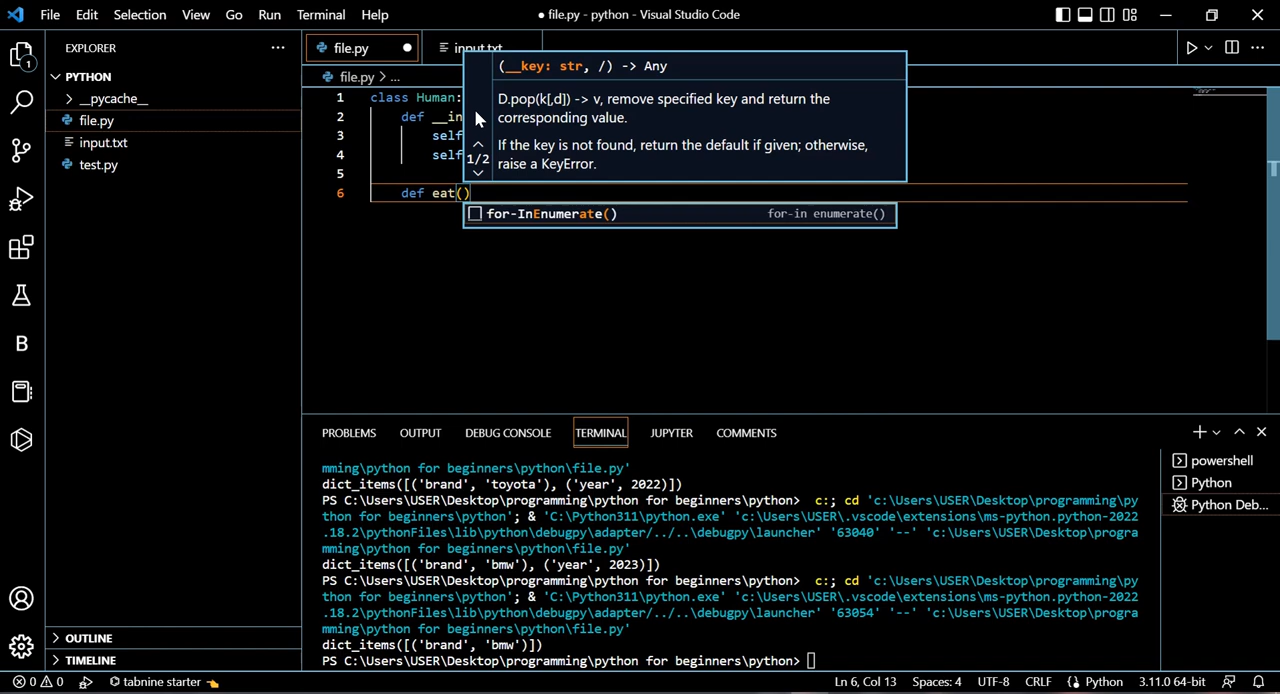 File Edit Selection View Go Run Terminal Help
● file.py - python - Visual Studio Code
EXPLORER ···
1
PYTHON
__pycache__
file.py
input.txt
test.py
OUTLINE
TIMELINE
file.py
input.txt
file.py > ...
1 class Human:
2 def __in
3 self
4 self
5
6 def eat()
(__key: str, /) -> Any
D.pop(k[,d]) -> v, remove specified key and return the
corresponding value.
If the key is not found, return the default if given; otherwise,
raise a KeyError.
1/2
for-InEnumerate() for-in enumerate()
PROBLEMS OUTPUT DEBUG CONSOLE TERMINAL JUPYTER COMMENTS
mming\python for beginners\python\file.py'
dict_items([('brand', 'toyota'), ('year', 2022)])
PS C:\Users\USER\Desktop\programming\python for beginners\python> c:; cd 'c:\Users\USER\Desktop\programming\py
thon for beginners\python'; & 'C:\Python311\python.exe' 'c:\Users\USER\.vscode\extensions\ms-python.python-2022
.18.2\pythonFiles\lib\python\debugpy\adapter/../..\debugpy\launcher' '63040' '--' 'c:\Users\USER\Desktop\progra
mming\python for beginners\python\file.py'
dict_items([('brand', 'bmw'), ('year', 2023)])
PS C:\Users\USER\Desktop\programming\python for beginners\python> c:; cd 'c:\Users\USER\Desktop\programming\py
thon for beginners\python'; & 'C:\Python311\python.exe' 'c:\Users\USER\.vscode\extensions\ms-python.python-2022
.18.2\pythonFiles\lib\python\debugpy\adapter/../..\debugpy\launcher' '63054' '--' 'c:\Users\USER\Desktop\progra
mming\python for beginners\python\file.py'
dict_items([('brand', 'bmw')])
PS C:\Users\USER\Desktop\programming\python for beginners\python>
powershell
Python
Python Deb...
0 0 tabnine starter Ln 6, Col 13 Spaces: 4 UTF-8 CRLF Python 3.11.0 64-bit